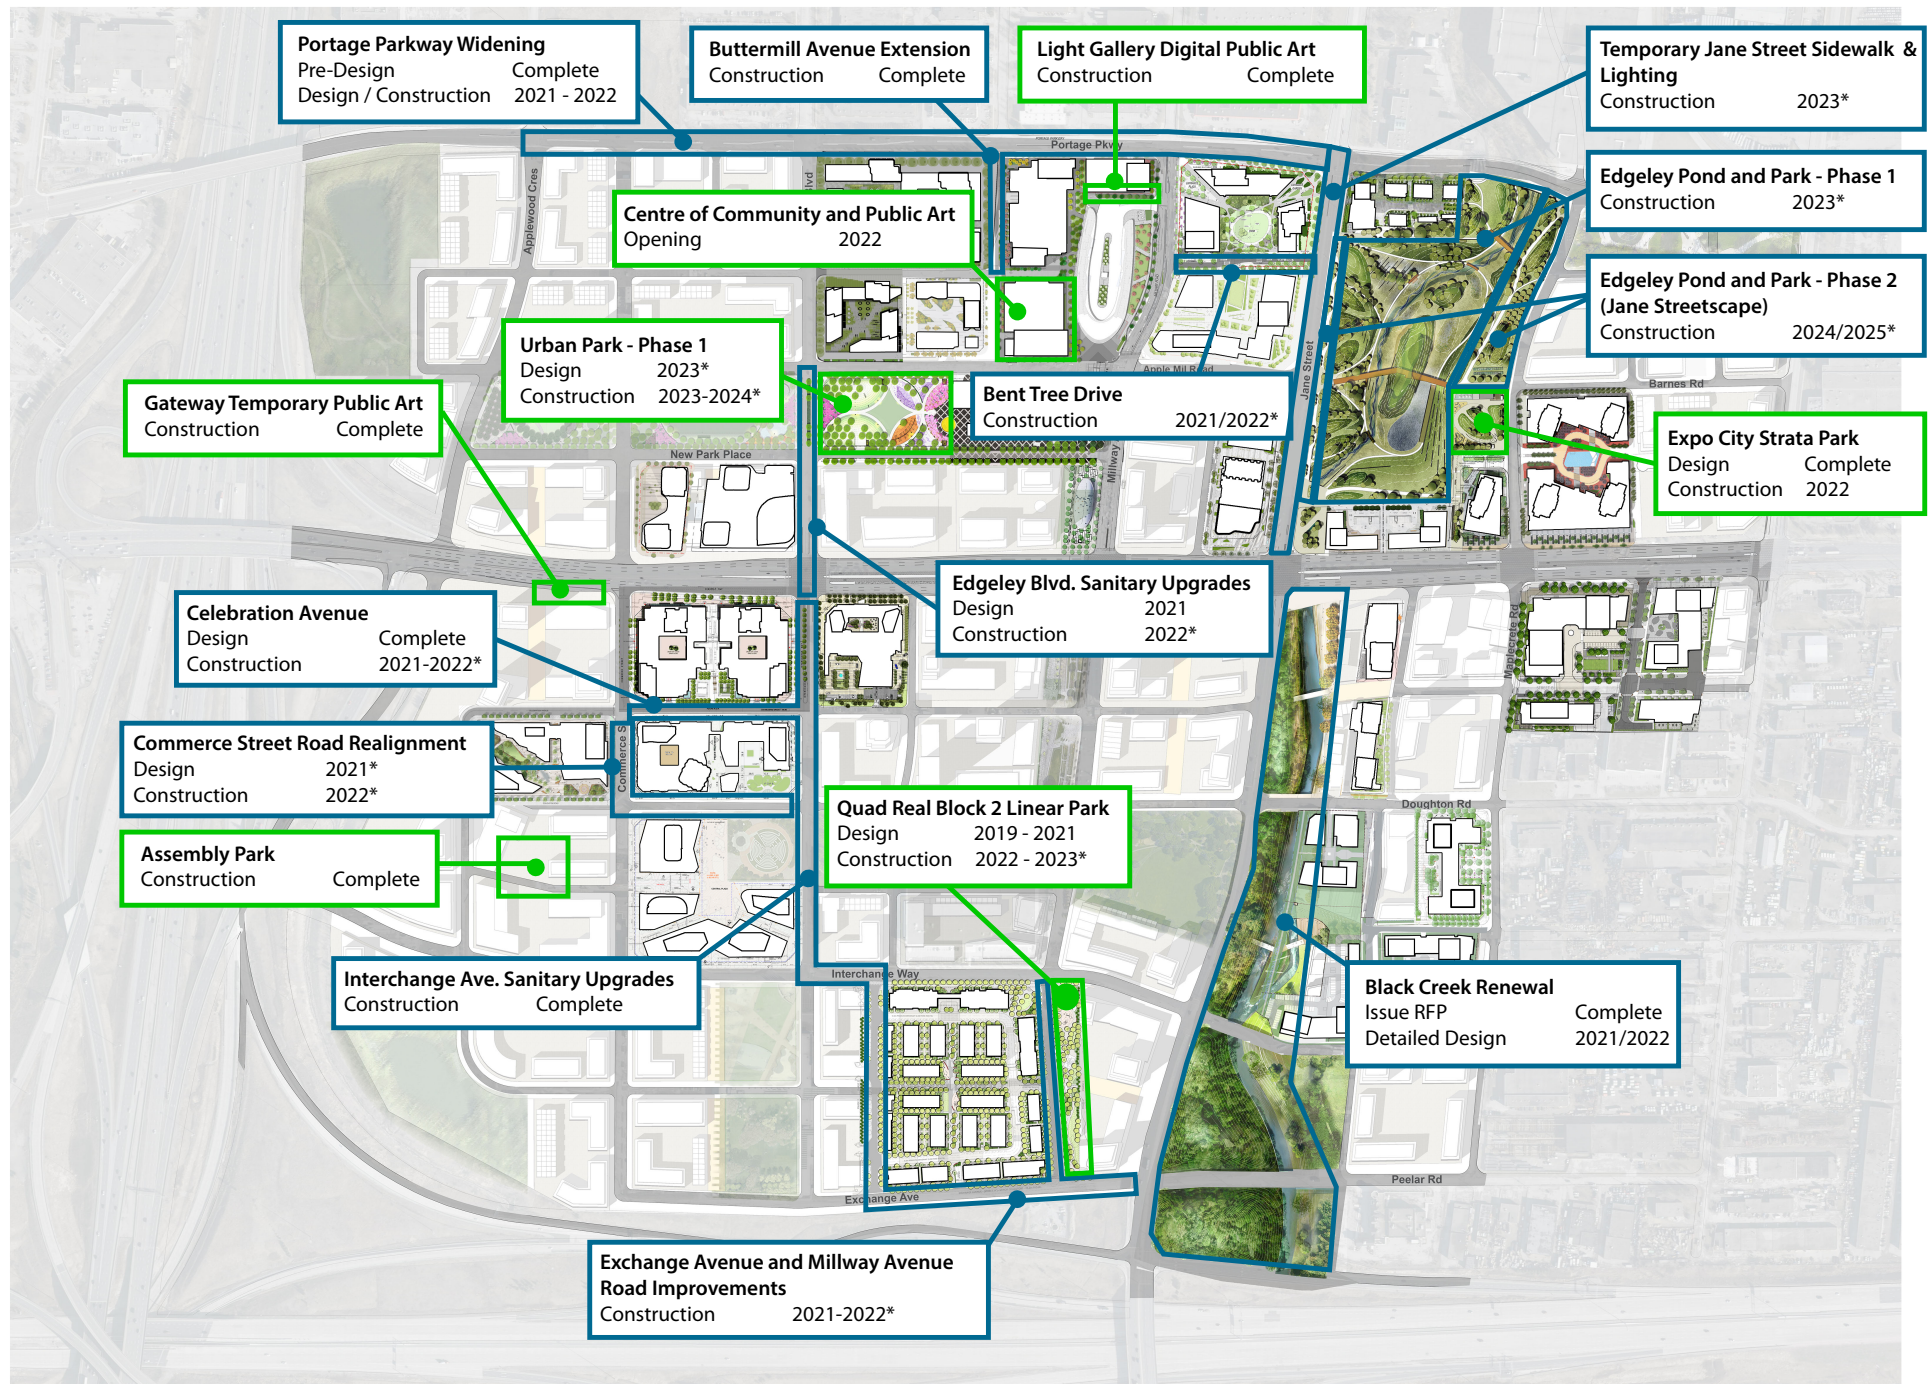 Portage Parkway Widening
Pre-Design Complete
Design / Construction 2021 - 2022
Buttermill Avenue Extension
Construction Complete
Light Gallery Digital Public Art
Construction Complete
Temporary Jane Street Sidewalk &
Lighting
Construction 2023*
Portage Pkwy
Edgeley Pond and Park - Phase 1
Construction 2023*
Applewood Cres
Blvd
Centre of Community and Public Art
Opening 2022
Edgeley Pond and Park - Phase 2
(Jane Streetscape)
Construction 2024/2025*
Urban Park - Phase 1
Design 2023*
Construction 2023-2024*
Jane Street
Apple Mill Road
Barnes Rd
Bent Tree Drive
Construction 2021/2022*
Gateway Temporary Public Art
Construction Complete
Expo City Strata Park
Design Complete
Construction 2022
New Park Place
Millway
Edgeley Blvd. Sanitary Upgrades
Design 2021
Construction 2022*
Celebration Avenue
Design Complete
Construction 2021-2022*
Maplecrete Rd
Commerce S
Commerce Street Road Realignment
Design 2021*
Construction 2022*
Quad Real Block 2 Linear Park
Design 2019 - 2021
Construction 2022 - 2023*
Doughton Rd
Assembly Park
Construction Complete
Interchange Ave. Sanitary Upgrades
Construction Complete
Interchange Way
Black Creek Renewal
Issue RFP Complete
Detailed Design 2021/2022
Peelar Rd
Exchange Ave
Exchange Avenue and Millway Avenue
Road Improvements
Construction 2021-2022*